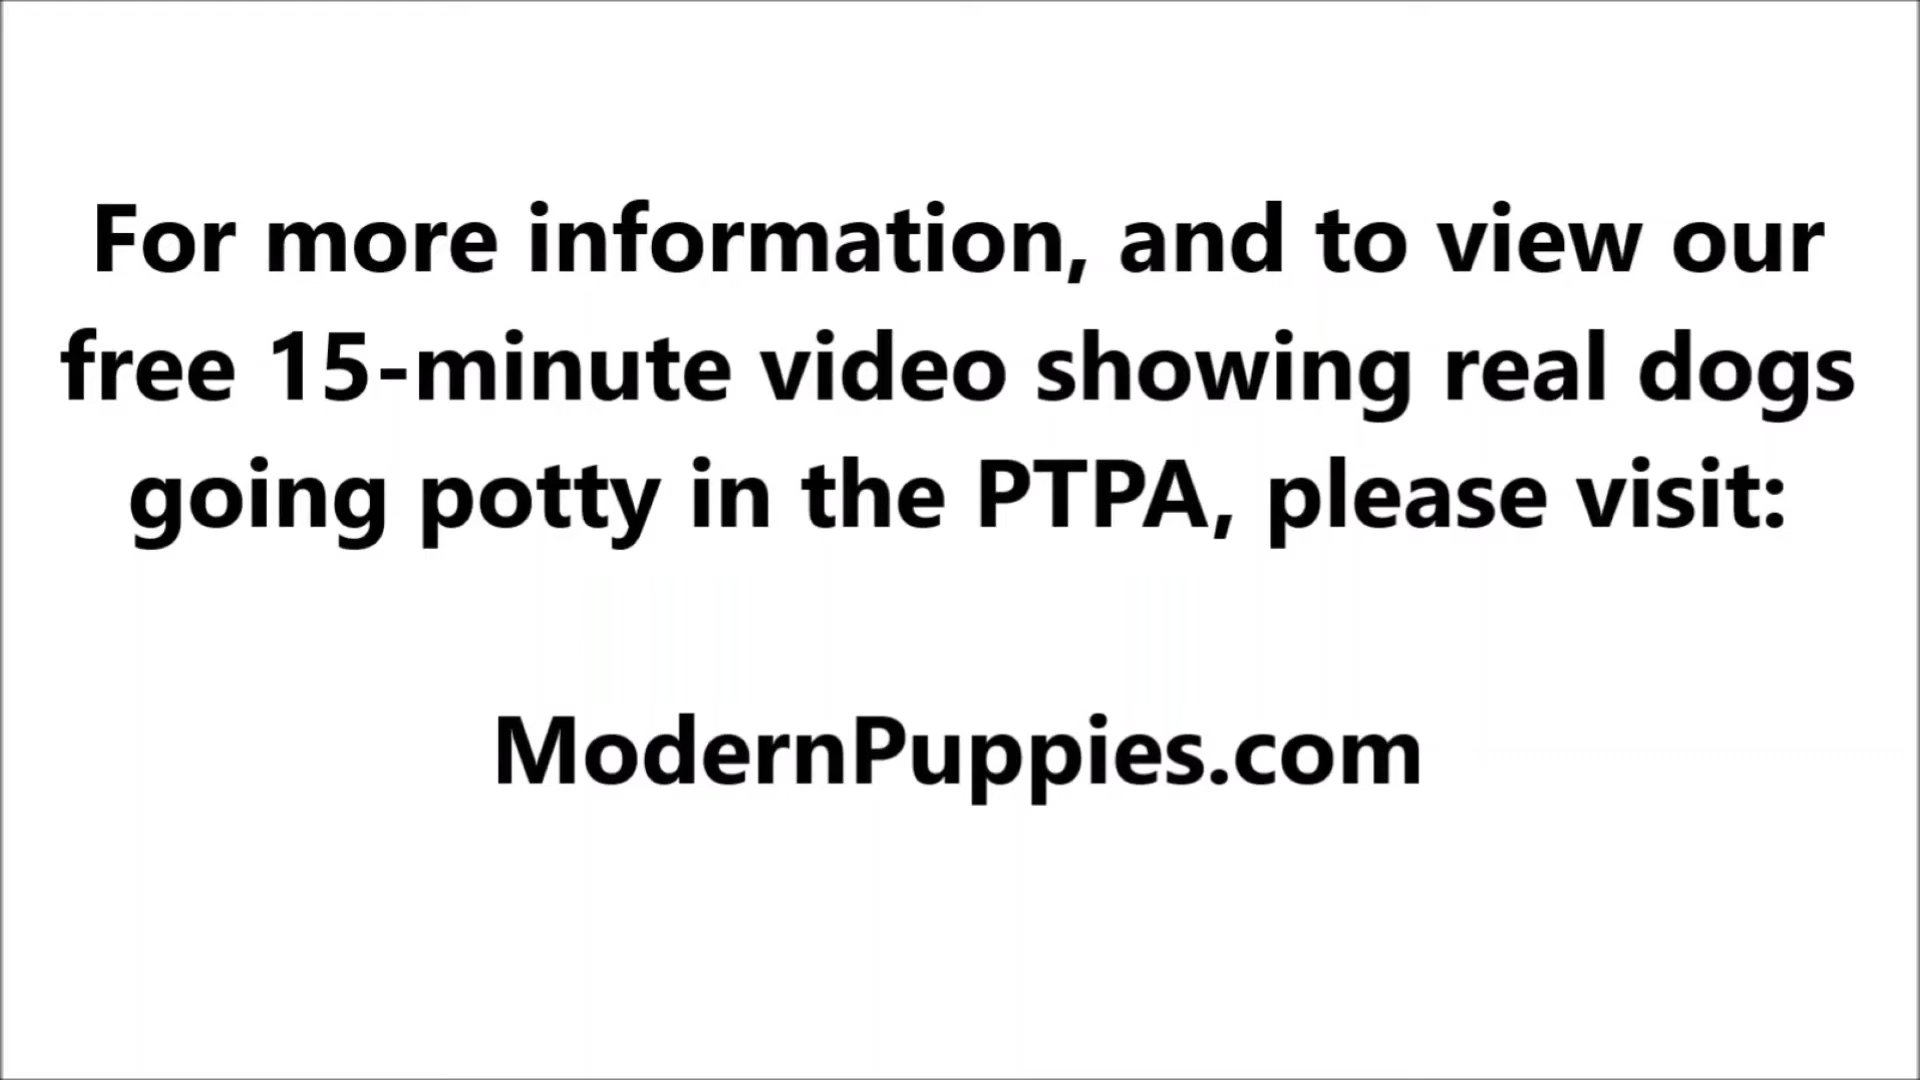 For more information, and to view our
free 15-minute video showing real dogs
going potty in the PTPA, please visit:
ModernPuppies.com